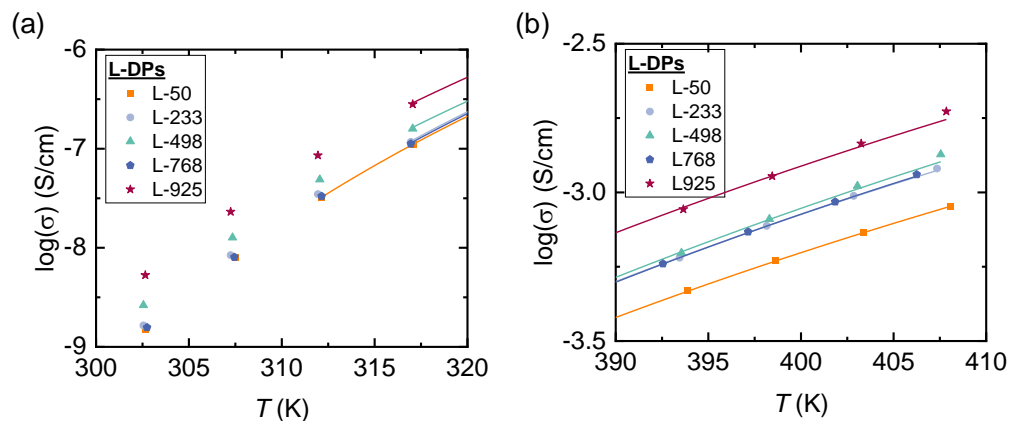 (a)
-6
-7
-8
-9
log(σ) (S/cm)
L-DPs
L-50
L-233
L-498
L-768
L-925
300
305
310
315
320
T (K)
(b)
-2.5
-3.0
-3.5
log(σ) (S/cm)
L-DPs
L-50
L-233
L-498
L768
L925
390
395
400
405
410
T (K)